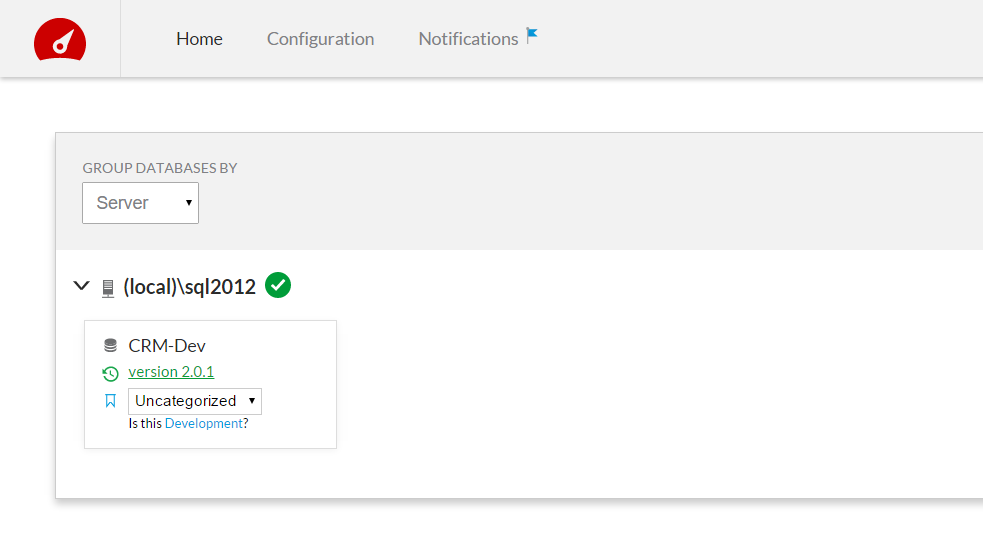 Home Configuration Notifications
GROUP DATABASES BY
Server
(local)\sql2012
CRM-Dev
version 2.0.1
Uncategorized
Is this Development?